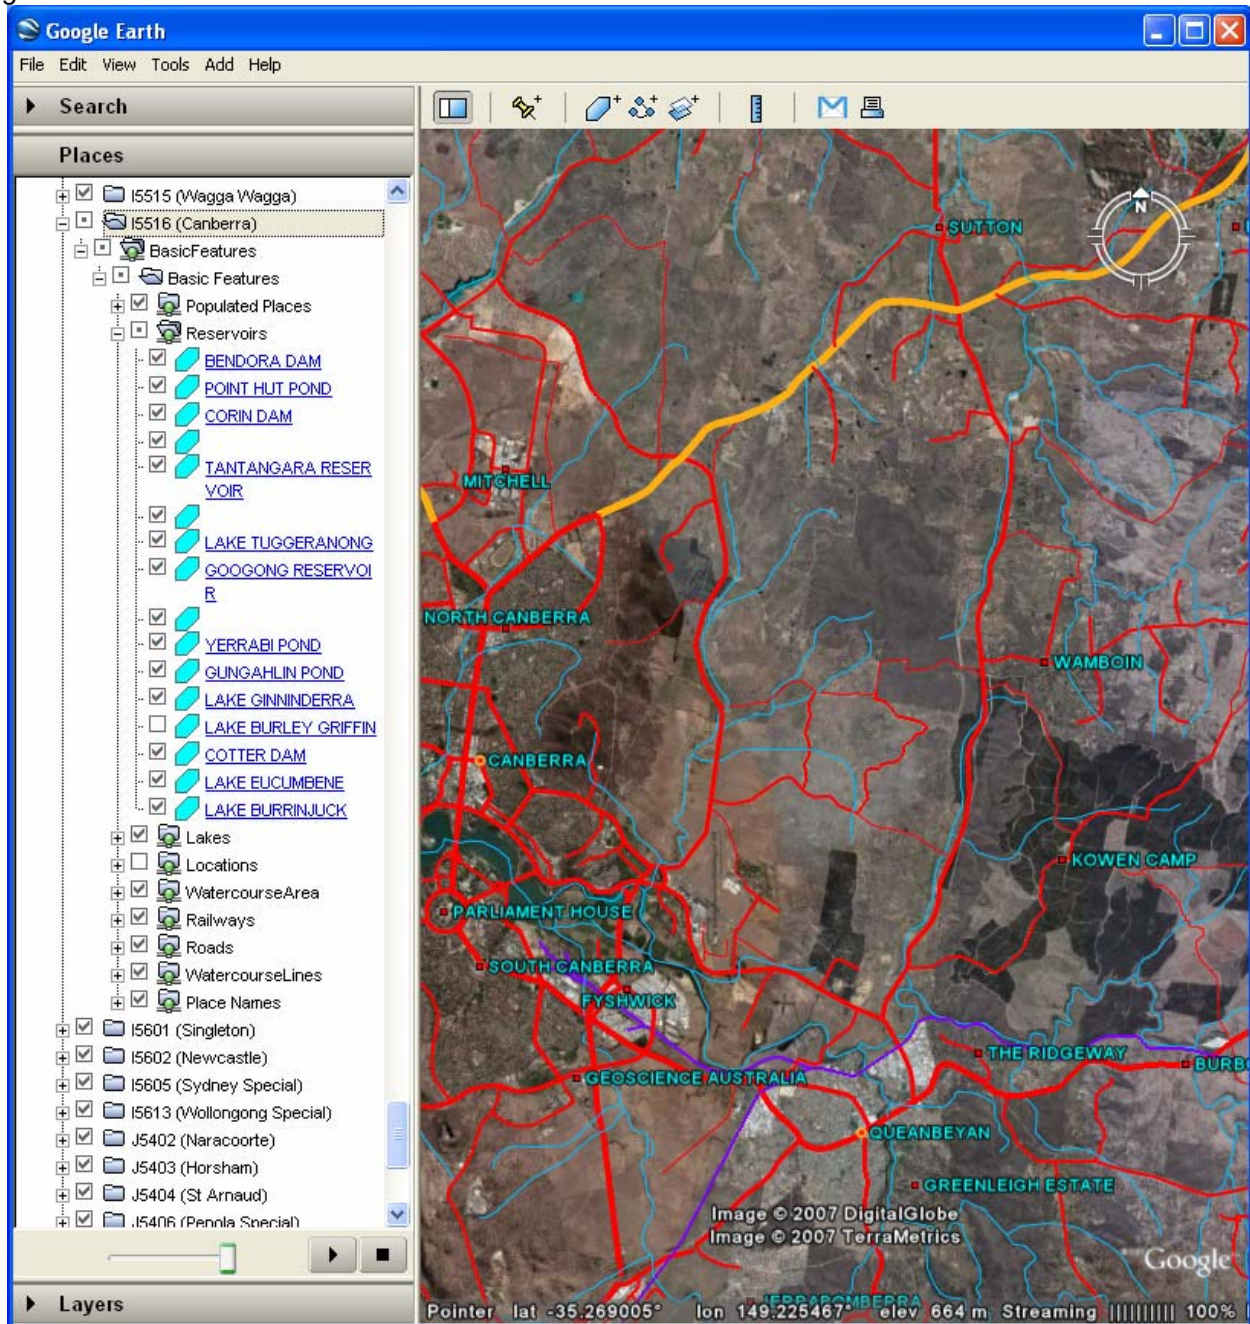 Google Earth
File Edit View Tools Add Help
Search
Places
I5515 (Wagga Wagga)
I5516 (Canberra)
BasicFeatures
Basic Features
Populated Places
Reservoirs
BENDORA DAM
POINT HUT POND
CORIN DAM
TANTANGARA RESER
VOIR
LAKE TUGGERANONG
GOOGONG RESERVOI
R
YERRABI POND
GUNGAHLIN POND
LAKE GINNINDERRA
LAKE BURLEY GRIFFIN
COTTER DAM
LAKE EUCUMBENE
LAKE BURRINJUCK
Lakes
Locations
WatercourseArea
Railways
Roads
WatercourseLines
Place Names
I5601 (Singleton)
I5602 (Newcastle)
I5605 (Sydney Special)
I5613 (Wollongong Special)
J5402 (Naracoorte)
J5403 (Horsham)
J5404 (St Arnaud)
J5406 (Penola Special)
Layers
N
SUTTON
MITCHELL
NORTH CANBERRA
WAMBOIN
CANBERRA
KOWEN CAMP
PARLIAMENT HOUSE
SOUTH CANBERRA
FYSHWICK
THE RIDGEWAY
BURB
GEOSCIENCE AUSTRALIA
QUEANBEYAN
GREENLEIGH ESTATE
Image © 2007 DigitalGlobe
Image © 2007 TerraMetrics
Google
JERRABOMBERRA
Pointer lat -35.269005° lon 149.225467° elev 664 m Streaming |||||||||| 100%